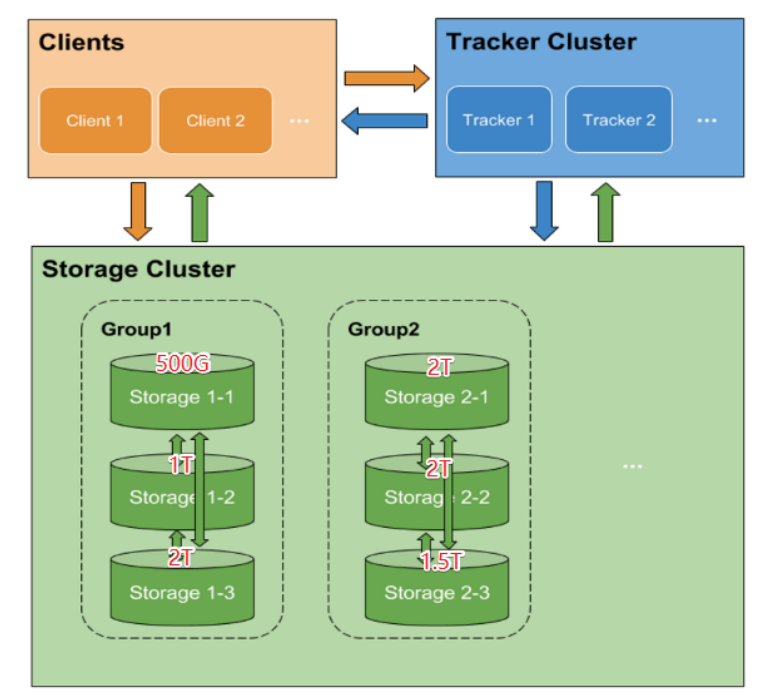 Clients
Tracker Cluster
Client 1
Client 2
...
Tracker 1
Tracker 2
...
Storage Cluster
Group1
500G
Storage 1-1
1T
Storage 1-2
2T
Storage 1-3
Group2
2T
Storage 2-1
2T
Storage 2-2
1.5T
Storage 2-3
...